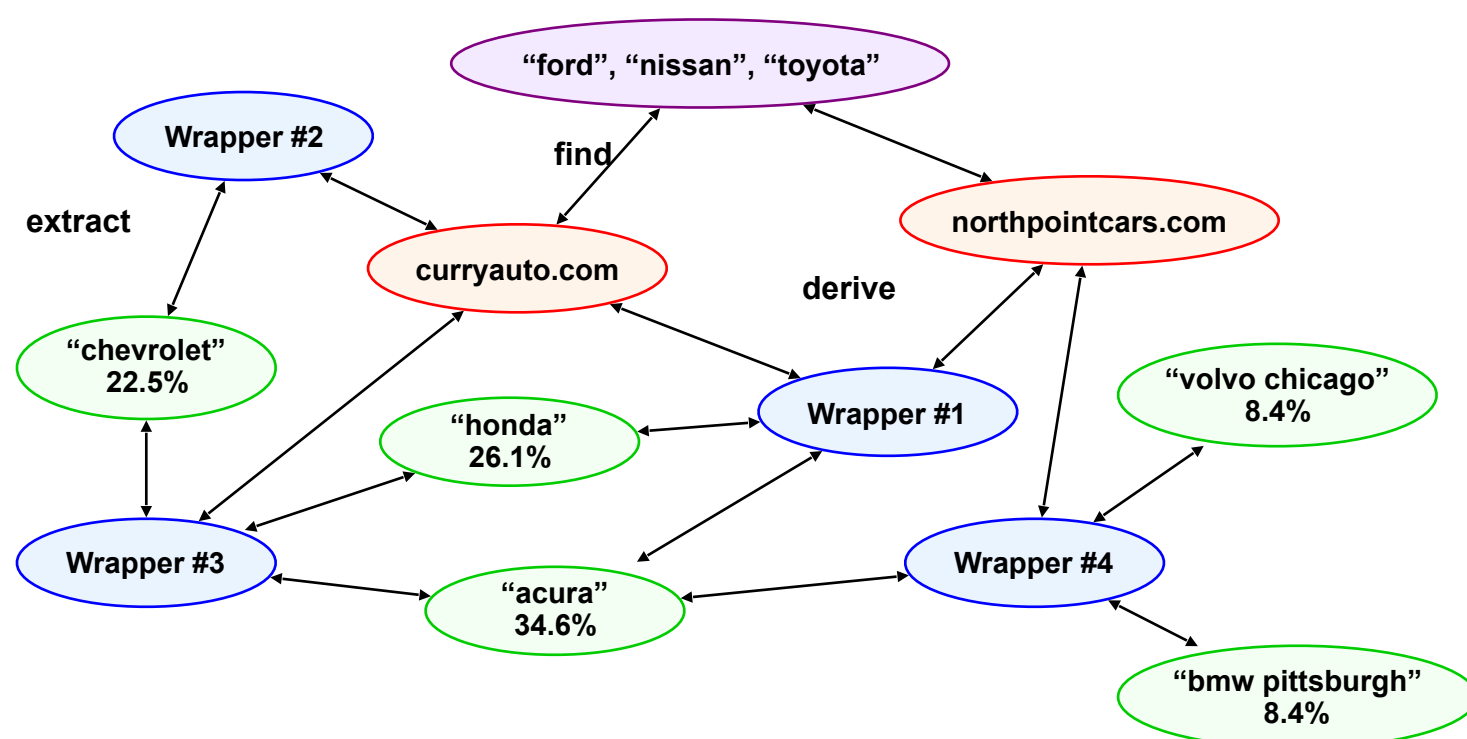 “ford”, “nissan”, “toyota”
Wrapper #2
find
extract
northpointcars.com
curryauto.com
derive
“chevrolet”
22.5%
“volvo chicago”
8.4%
“honda”
26.1%
Wrapper #1
Wrapper #3
“acura”
34.6%
Wrapper #4
“bmw pittsburgh”
8.4%